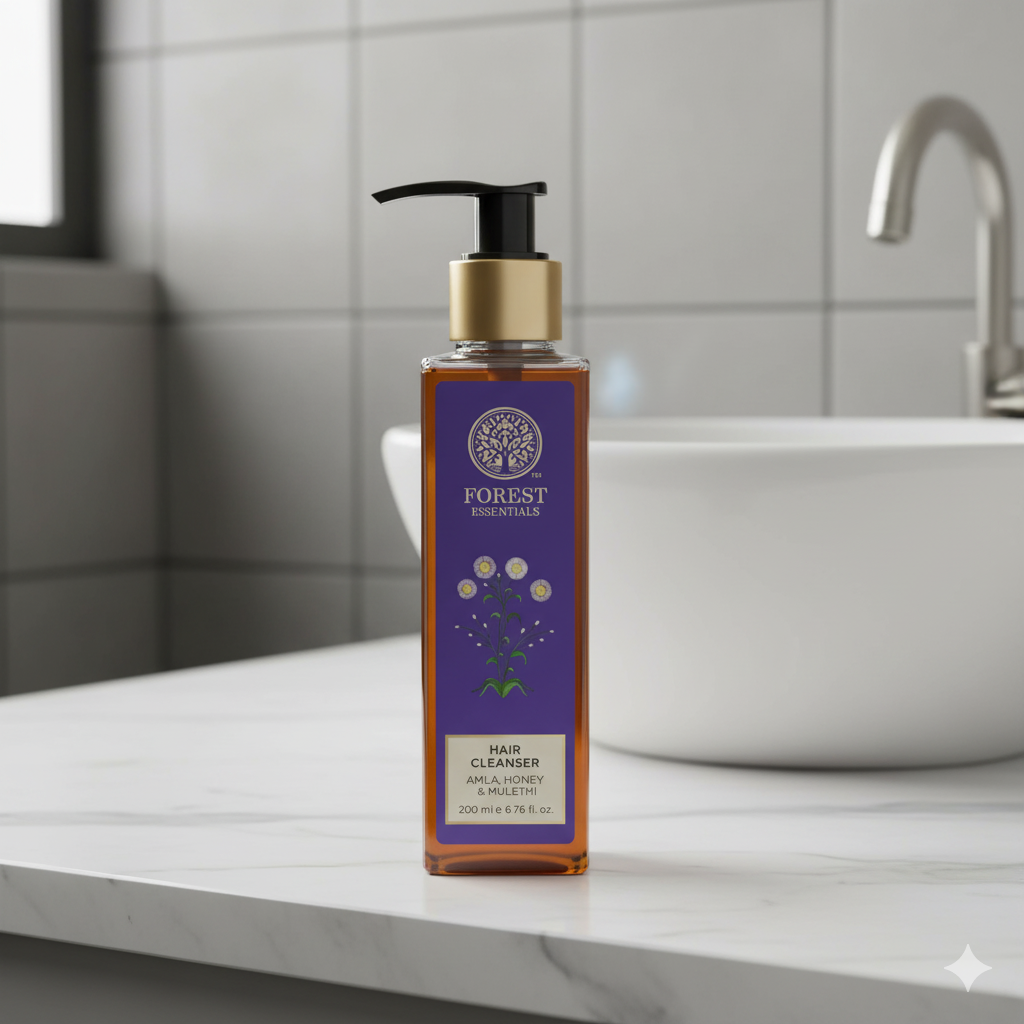 FOREST
ESSENTIALS
HAIR
CLEANSER
AMLA, HONEY
& MULETHI
200 ml e 6.76 fl. oz.